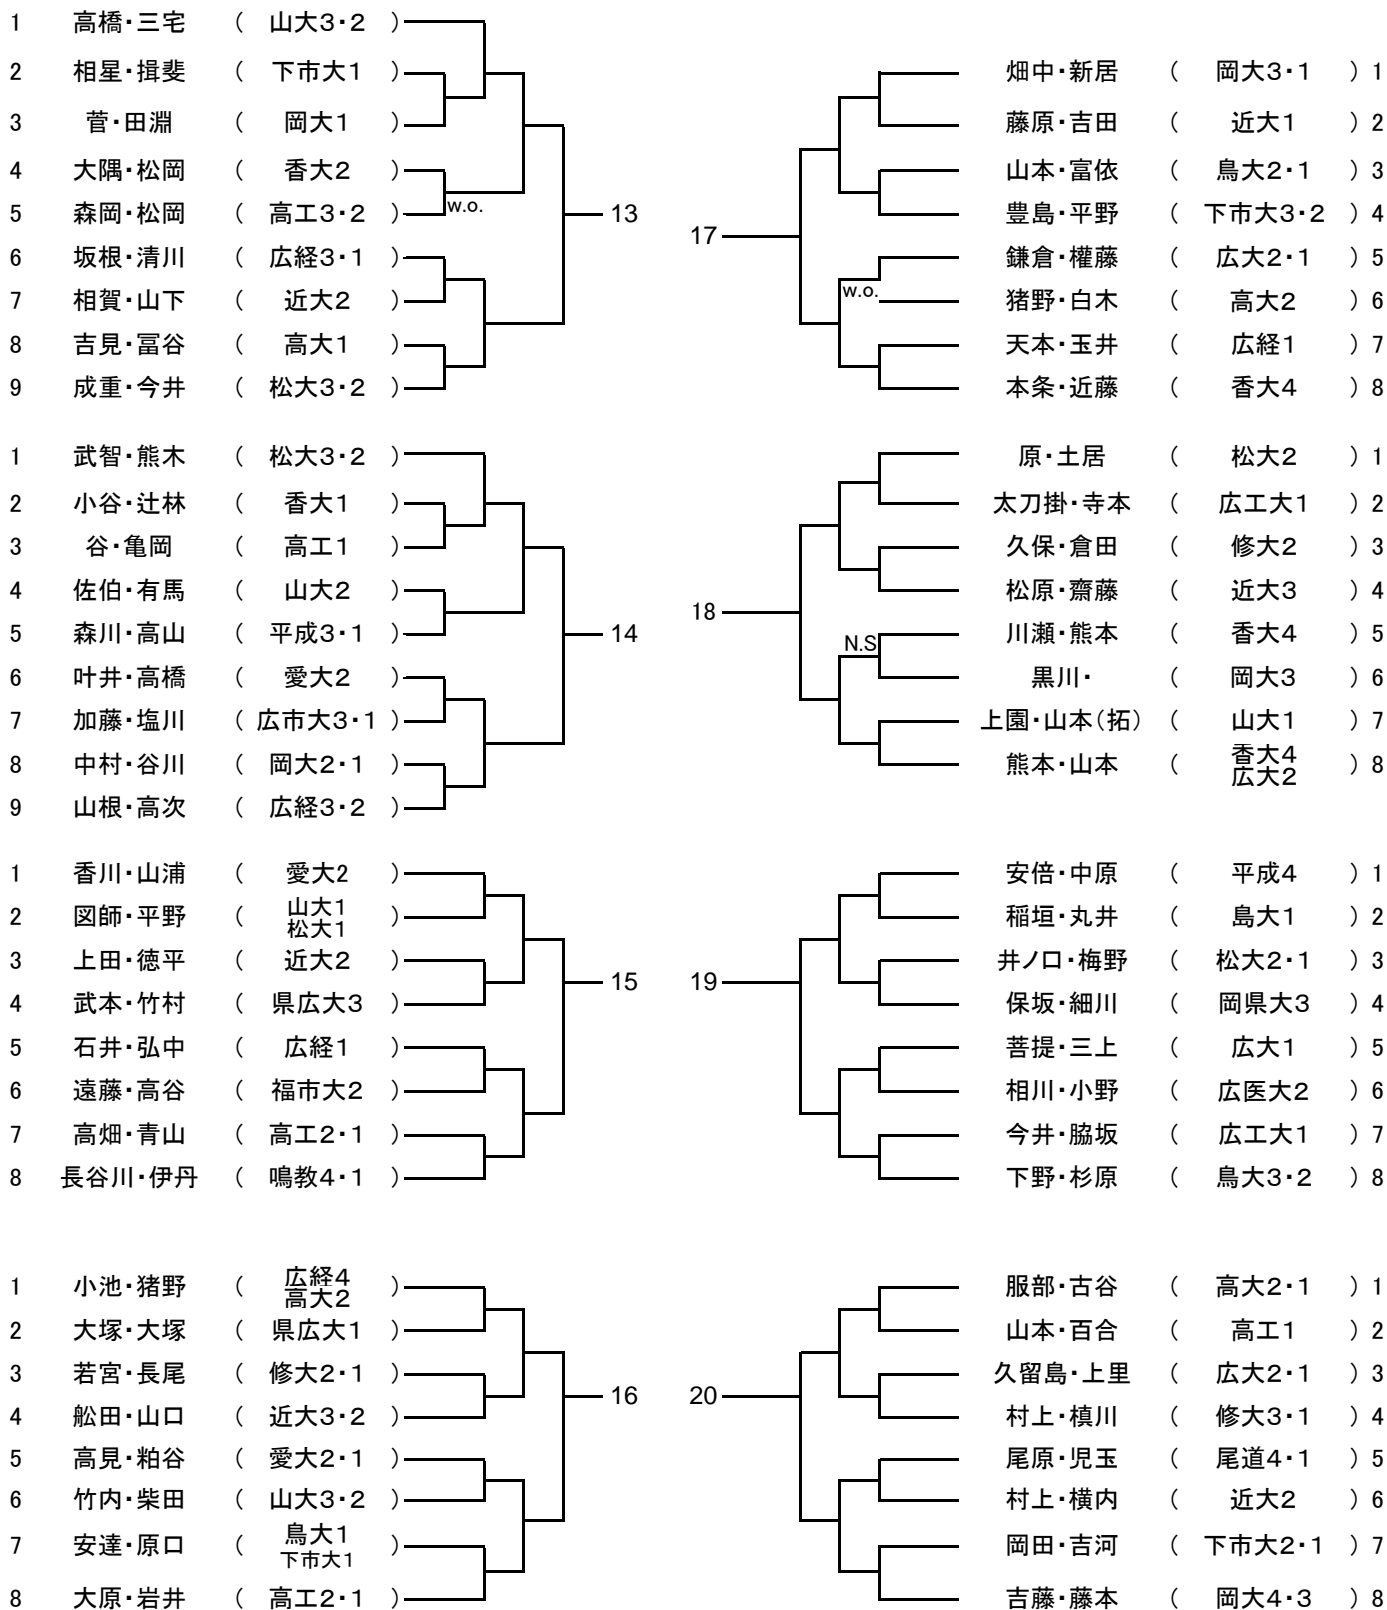 1 高橋・三宅 ( 山大3・2 )
2 相星・揖斐 ( 下市大1 )
3 菅・田淵 ( 岡大1 )
4 大隅・松岡 ( 香大2 )
w.o.
5 森岡・松岡 ( 高工3・2 )
13
6 坂根・清川 ( 広経3・1 )
7 相賀・山下 ( 近大2 )
8 吉見・冨谷 ( 高大1 )
9 成重・今井 ( 松大3・2 )
1 武智・熊木 ( 松大3・2 )
2 小谷・辻林 ( 香大1 )
3 谷・亀岡 ( 高工1 )
4 佐伯・有馬 ( 山大2 )
5 森川・高山 ( 平成3・1 )
14
6 叶井・高橋 ( 愛大2 )
7 加藤・塩川 ( 広市大3・1 )
8 中村・谷川 ( 岡大2・1 )
9 山根・高次 ( 広経3・2 )
1 香川・山浦 ( 愛大2 )
2 図師・平野 ( 山大1 松大1 )
3 上田・徳平 ( 近大2 )
15
4 武本・竹村 ( 県広大3 )
5 石井・弘中 ( 広経1 )
6 遠藤・高谷 ( 福市大2 )
7 高畑・青山 ( 高工2・1 )
8 長谷川・伊丹 ( 鳴教4・1 )
1 小池・猪野 ( 広経4 高大2 )
2 大塚・大塚 ( 県広大1 )
3 若宮・長尾 ( 修大2・1 )
16
4 舩田・山口 ( 近大3・2 )
5 高見・粕谷 ( 愛大2・1 )
6 竹内・柴田 ( 山大3・2 )
7 安達・原口 ( 鳥大1 下市大1 )
8 大原・岩井 ( 高工2・1 )
畑中・新居 ( 岡大3・1 ) 1
藤原・吉田 ( 近大1 ) 2
山本・富依 ( 鳥大2・1 ) 3
豊島・平野 ( 下市大3・2 ) 4
17
鎌倉・權藤 ( 広大2・1 ) 5
w.o.
猪野・白木 ( 高大2 ) 6
天本・玉井 ( 広経1 ) 7
本条・近藤 ( 香大4 ) 8
原・土居 ( 松大2 ) 1
太刀掛・寺本 ( 広工大1 ) 2
久保・倉田 ( 修大2 ) 3
松原・齋藤 ( 近大3 ) 4
18
川瀬・熊本 ( 香大4 ) 5
N.S
黒川・ ( 岡大3 ) 6
上園・山本(拓) ( 山大1 ) 7
熊本・山本 ( 香大4 広大2 ) 8
安倍・中原 ( 平成4 ) 1
稲垣・丸井 ( 島大1 ) 2
井ノ口・梅野 ( 松大2・1 ) 3
19
保坂・細川 ( 岡県大3 ) 4
菩提・三上 ( 広大1 ) 5
相川・小野 ( 広医大2 ) 6
今井・脇坂 ( 広工大1 ) 7
下野・杉原 ( 鳥大3・2 ) 8
服部・古谷 ( 高大2・1 ) 1
山本・百合 ( 高工1 ) 2
久留島・上里 ( 広大2・1 ) 3
20
村上・槙川 ( 修大3・1 ) 4
尾原・児玉 ( 尾道4・1 ) 5
村上・横内 ( 近大2 ) 6
岡田・吉河 ( 下市大2・1 ) 7
吉藤・藤本 ( 岡大4・3 ) 8